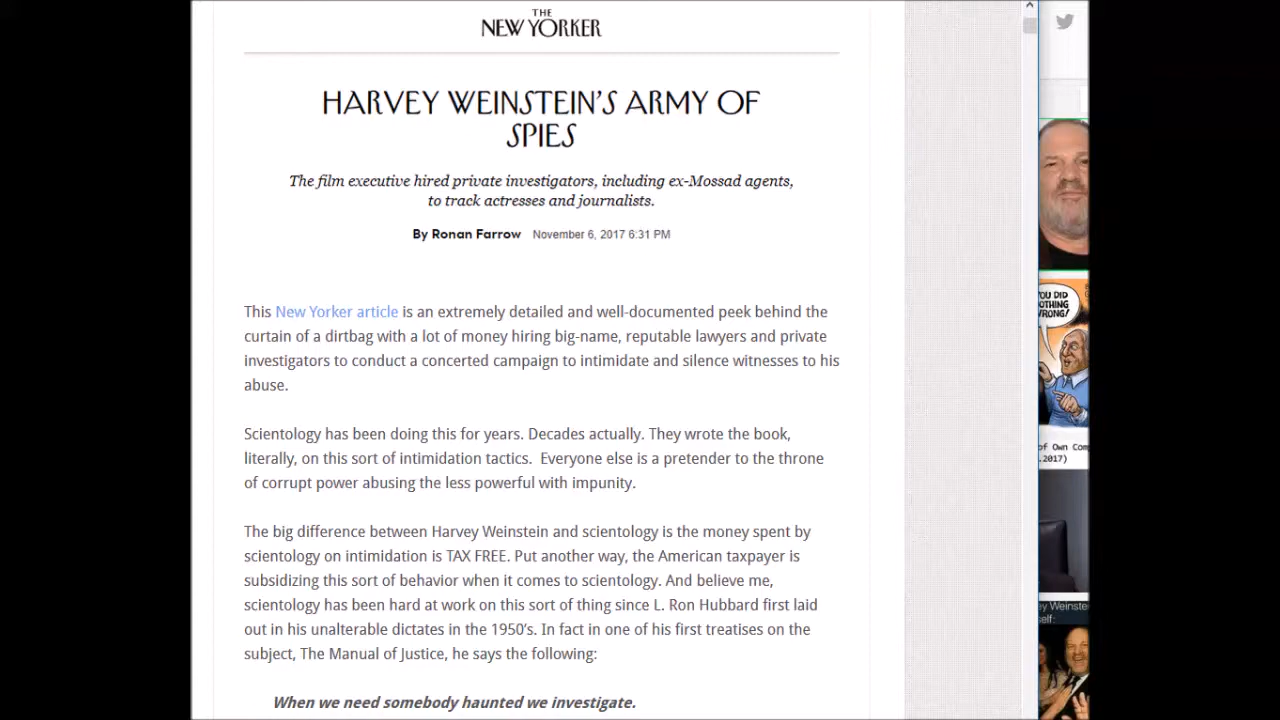 THE
NEW YORKER
HARVEY WEINSTEIN'S ARMY OF
SPIES
The film executive hired private investigators, including ex-Mossad agents,
to track actresses and journalists.
By Ronan Farrow November 6, 2017 6:31 PM
This New Yorker article is an extremely detailed and well-documented peek behind the
curtain of a dirtbag with a lot of money hiring big-name, reputable lawyers and private
investigators to conduct a concerted campaign to intimidate and silence witnesses to his
abuse.
Scientology has been doing this for years. Decades actually. They wrote the book,
literally, on this sort of intimidation tactics.  Everyone else is a pretender to the throne
of corrupt power abusing the less powerful with impunity.
The big difference between Harvey Weinstein and scientology is the money spent by
scientology on intimidation is TAX FREE. Put another way, the American taxpayer is
subsidizing this sort of behavior when it comes to scientology. And believe me,
scientology has been hard at work on this sort of thing since L. Ron Hubbard first laid
out in his unalterable dictates in the 1950's. In fact in one of his first treatises on the
subject, The Manual of Justice, he says the following:
When we need somebody haunted we investigate.
YOU DID
NOTHING
WRONG!
of Own Com
.2017)
ey Weinste
self: